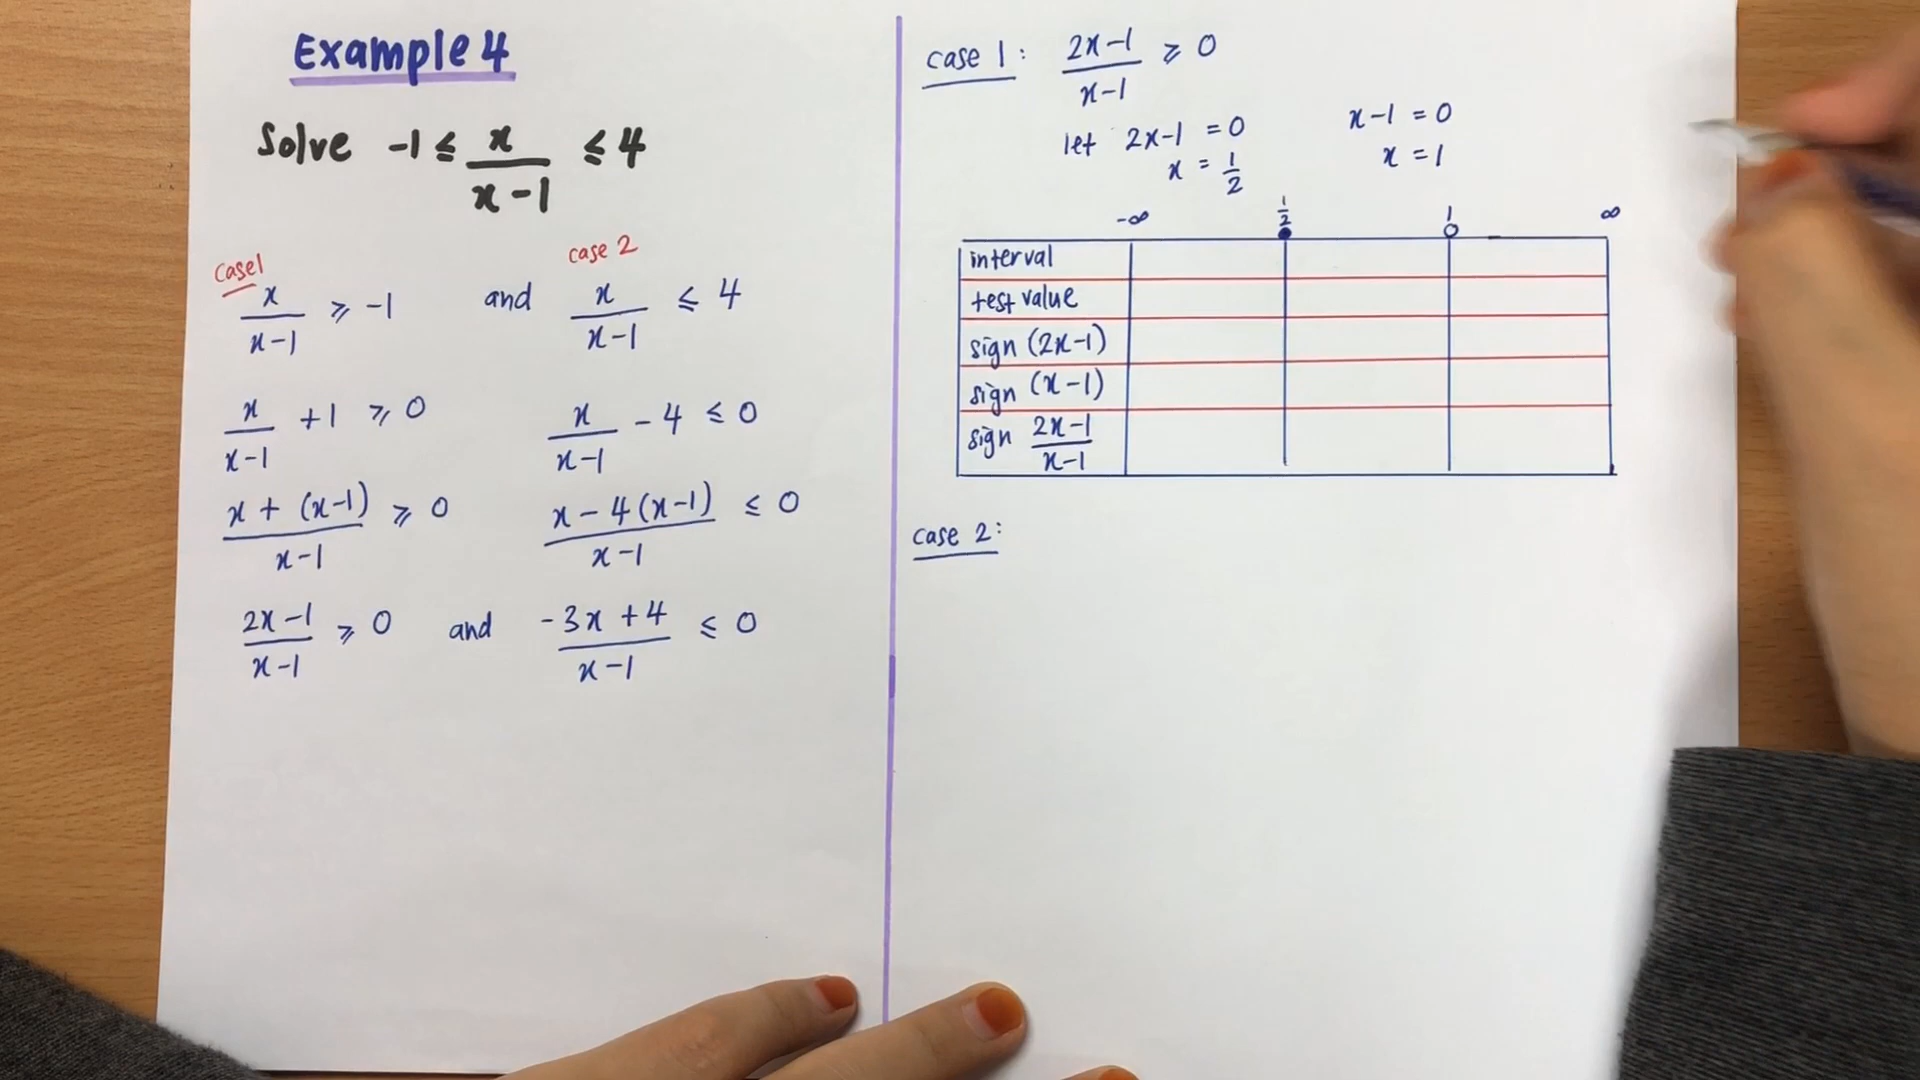 Example 4
Solve -1 ≤ x/(x-1) ≤ 4
case 1 case 2
x/(x-1) ≥ -1 and x/(x-1) ≤ 4
x/(x-1) + 1 ≥ 0 x/(x-1) - 4 ≤ 0
(x + (x-1))/(x-1) ≥ 0 (x - 4(x-1))/(x-1) ≤ 0
(2x-1)/(x-1) ≥ 0 and (-3x+4)/(x-1) ≤ 0
case 1: (2x-1)/(x-1) ≥ 0
let 2x-1 = 0 x-1 = 0
x = 1/2 x = 1
-∞ 1/2 1 ∞
interval
test value
sign (2x-1)
sign (x-1)
sign (2x-1)/(x-1)
case 2: